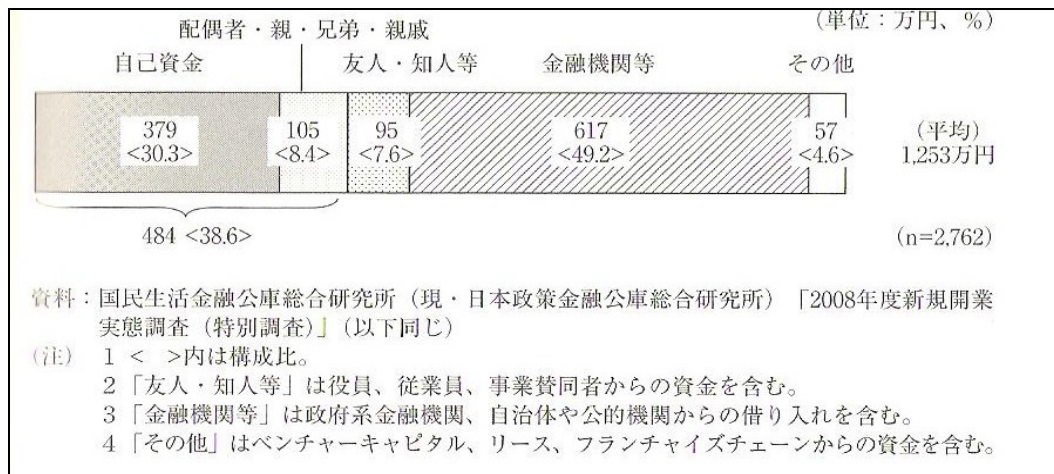 配偶者・親・兄弟・親戚
(単位：万円、%)
自己資金 友人・知人等 金融機関等 その他
379 105 95 617 57 (平均)
<30.3> <8.4> <7.6> <49.2> <4.6> 1,253万円
484 <38.6> (n=2,762)
資料：国民生活金融公庫総合研究所（現・日本政策金融公庫総合研究所）「2008年度新規開業
実態調査（特別調査）」（以下同じ）
(注) 1 < >内は構成比。
2「友人・知人等」は役員、従業員、事業賛同者からの資金を含む。
3「金融機関等」は政府系金融機関、自治体や公的機関からの借り入れを含む。
4「その他」はベンチャーキャピタル、リース、フランチャイズチェーンからの資金を含む。